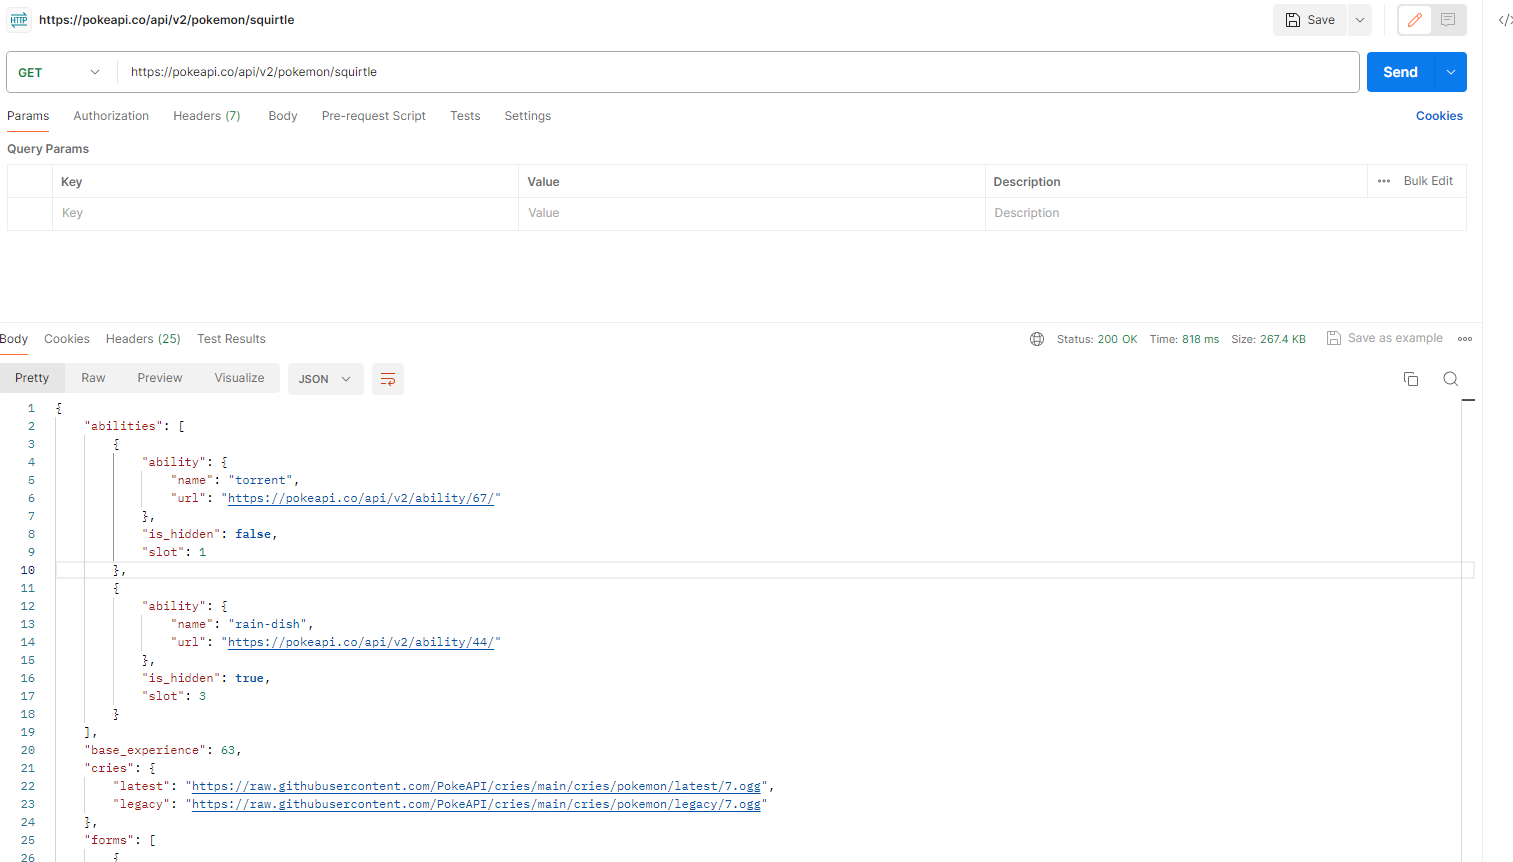 HTTP https://pokeapi.co/api/v2/pokemon/squirtle Save </>
GET https://pokeapi.co/api/v2/pokemon/squirtle Send
Params Authorization Headers (7) Body Pre-request Script Tests Settings Cookies
Query Params
Key Value Description ••• Bulk Edit
Key Value Description
Body Cookies Headers (25) Test Results Status: 200 OK Time: 818 ms Size: 267.4 KB Save as example
Pretty Raw Preview Visualize JSON
1 {
2 "abilities": [
3 {
4 "ability": {
5 "name": "torrent",
6 "url": "https://pokeapi.co/api/v2/ability/67/"
7 },
8 "is_hidden": false,
9 "slot": 1
10 },
11 {
12 "ability": {
13 "name": "rain-dish",
14 "url": "https://pokeapi.co/api/v2/ability/44/"
15 },
16 "is_hidden": true,
17 "slot": 3
18 }
19 ],
20 "base_experience": 63,
21 "cries": {
22 "latest": "https://raw.githubusercontent.com/PokeAPI/cries/main/cries/pokemon/latest/7.ogg",
23 "legacy": "https://raw.githubusercontent.com/PokeAPI/cries/main/cries/pokemon/legacy/7.ogg"
24 },
25 "forms": [
26 {